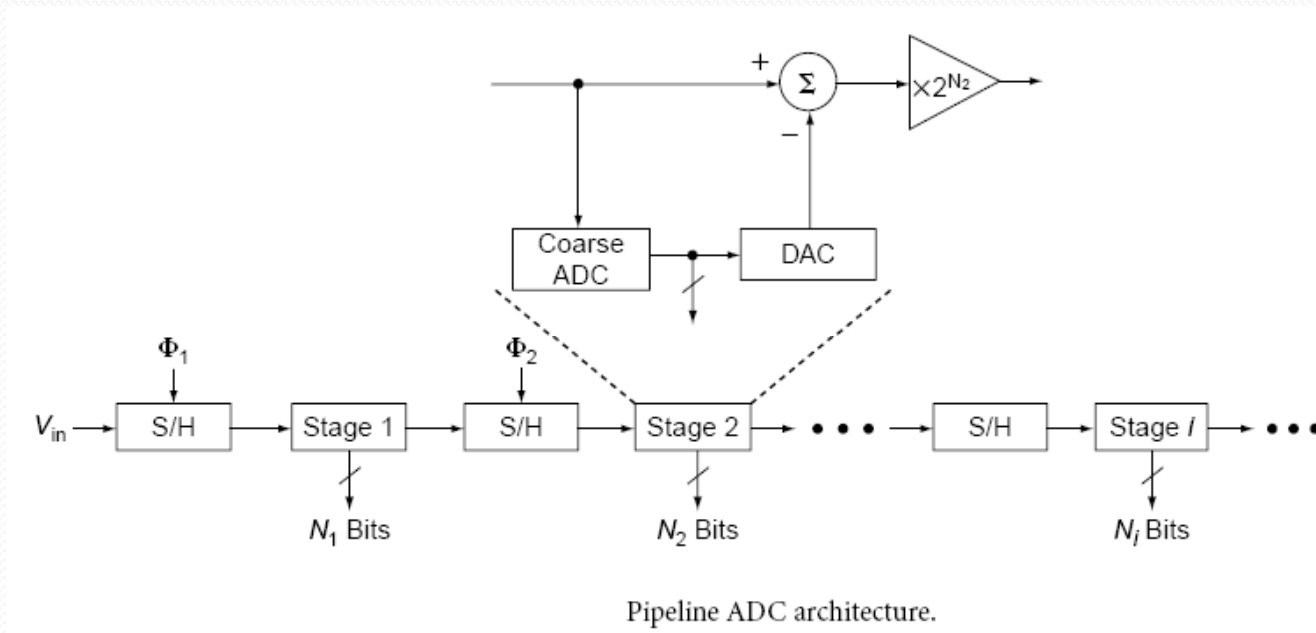 +
Σ
×2^N₂
−
Coarse
ADC
DAC
Φ₁
Φ₂
V_in
S/H
Stage 1
S/H
Stage 2
S/H
Stage i
N₁ Bits
N₂ Bits
Nᵢ Bits
Pipeline ADC architecture.